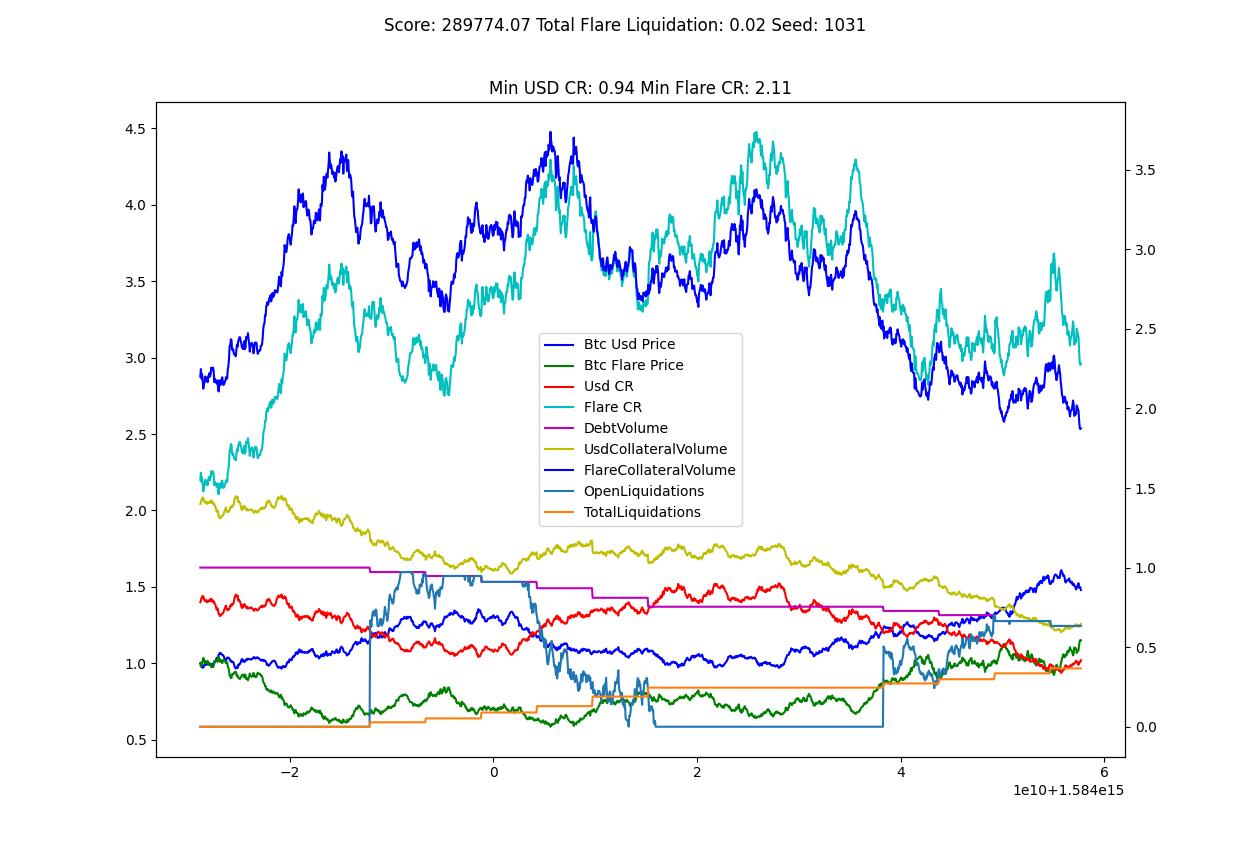 Score: 289774.07 Total Flare Liquidation: 0.02 Seed: 1031
Min USD CR: 0.94 Min Flare CR: 2.11
4.5
4.0
3.5
3.0
2.5
2.0
1.5
1.0
0.5
3.5
3.0
2.5
2.0
1.5
1.0
0.5
0.0
Btc Usd Price
Btc Flare Price
Usd CR
Flare CR
DebtVolume
UsdCollateralVolume
FlareCollateralVolume
OpenLiquidations
TotalLiquidations
−2 0 2 4 6
1e10+1.584e15